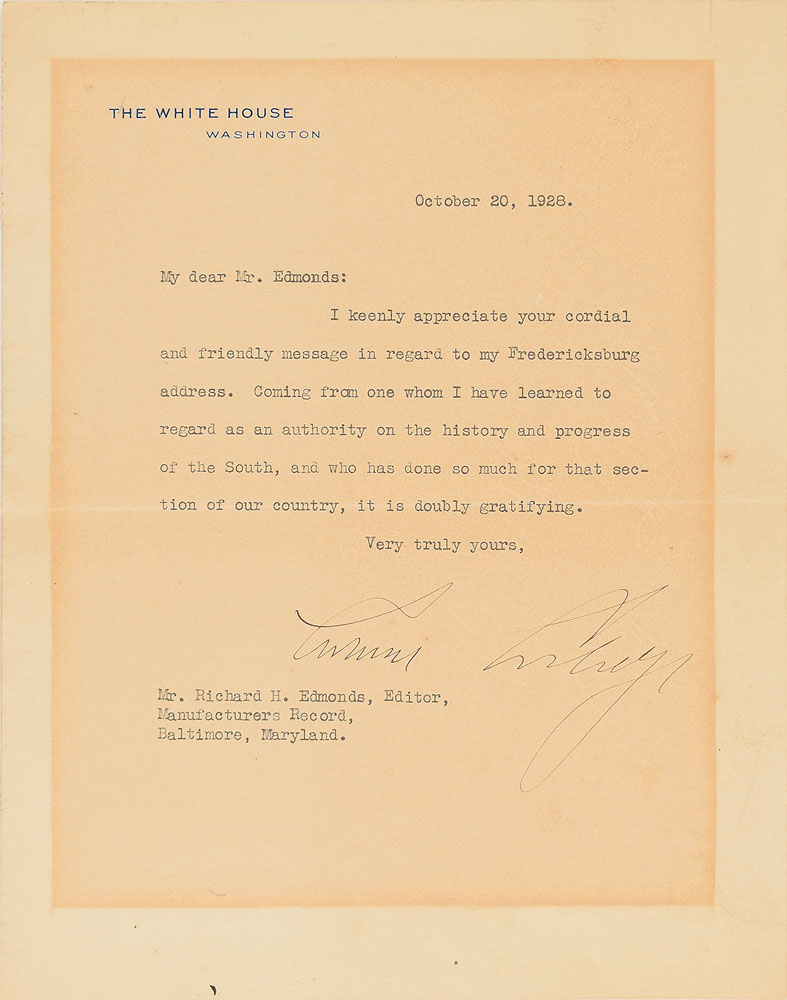 THE WHITE HOUSE
WASHINGTON
October 20, 1928.
My dear Mr. Edmonds:
I keenly appreciate your cordial
and friendly message in regard to my Fredericksburg
address. Coming from one whom I have learned to
regard as an authority on the history and progress
of the South, and who has done so much for that sec-
tion of our country, it is doubly gratifying.
Very truly yours,
Calvin Coolidge
Mr. Richard H. Edmonds, Editor,
Manufacturers Record,
Baltimore, Maryland.